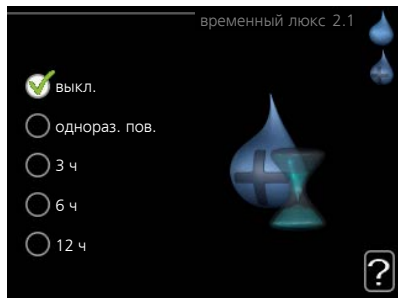 временный люкс 2.1
выкл.
однораз. пов.
3 ч
6 ч
12 ч
?